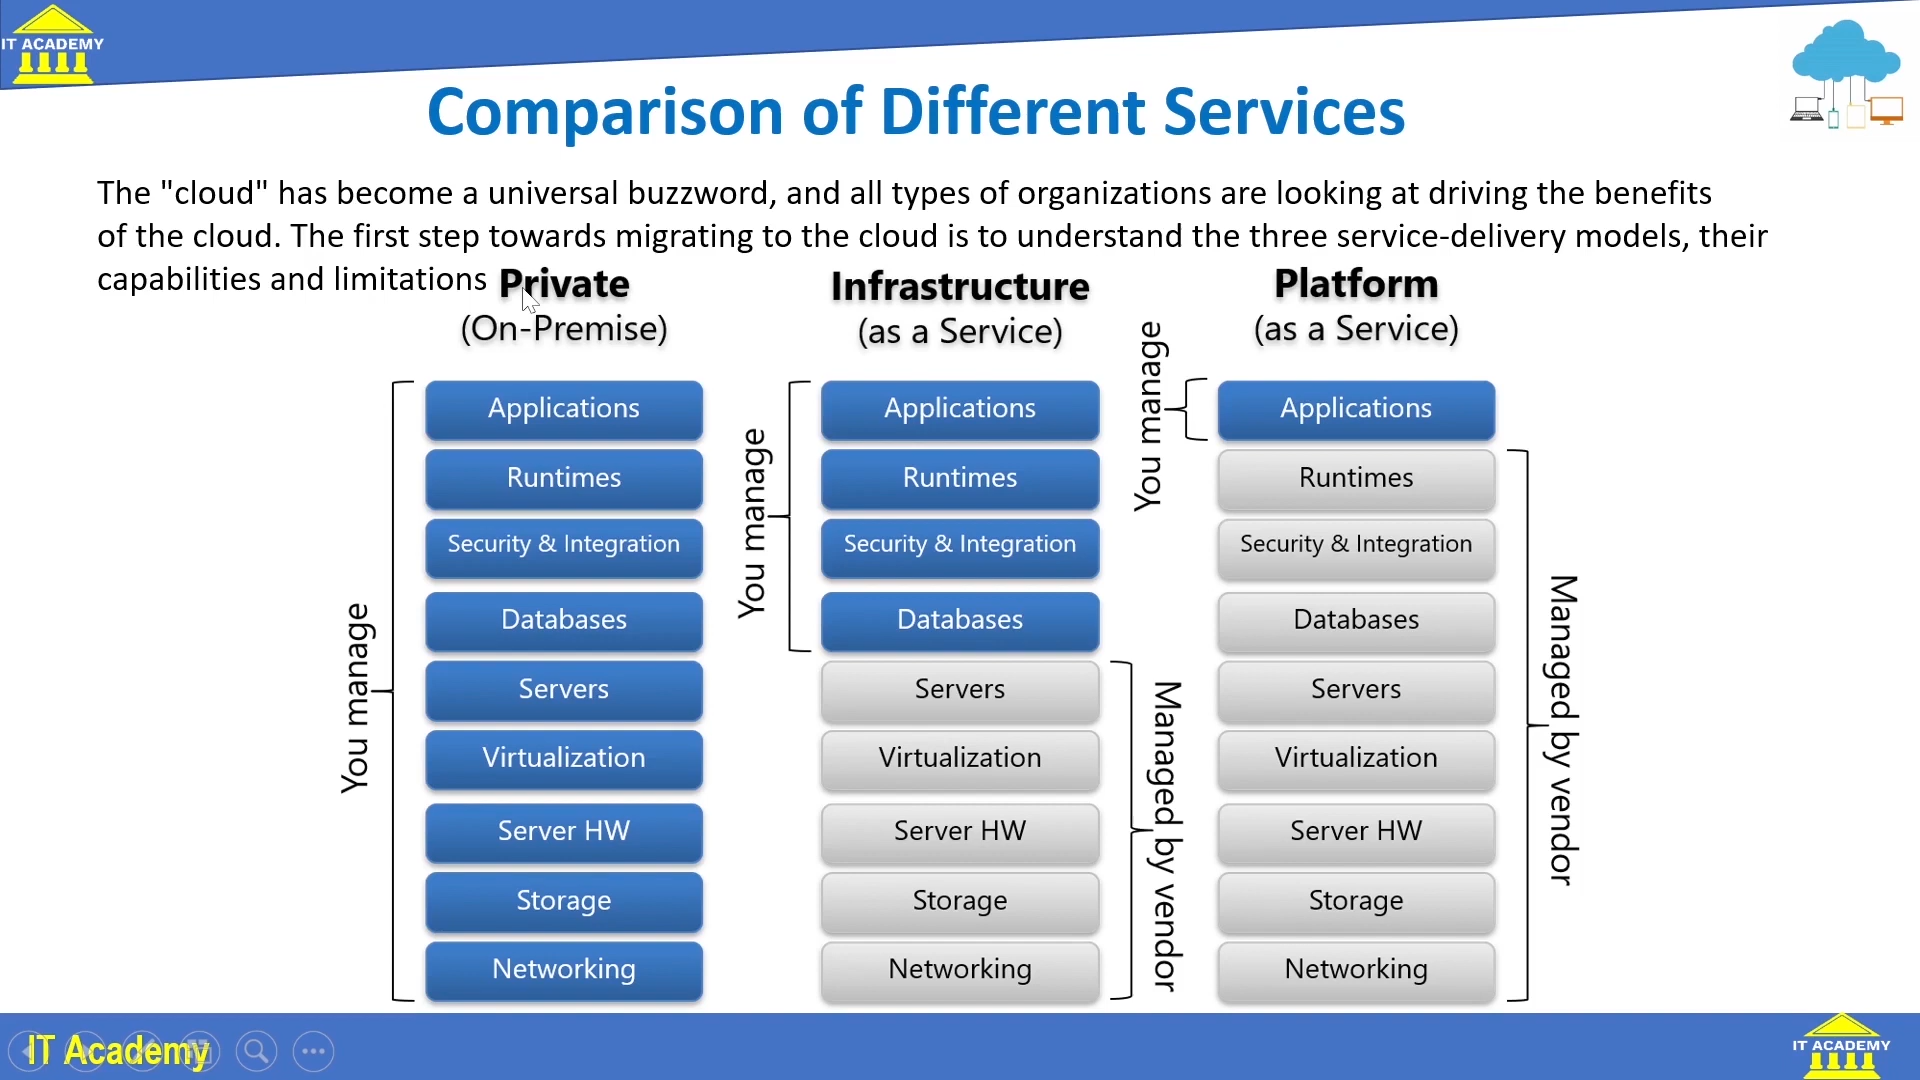 IT ACADEMY
Comparison of Different Services
The "cloud" has become a universal buzzword, and all types of organizations are looking at driving the benefits
of the cloud. The first step towards migrating to the cloud is to understand the three service-delivery models, their
capabilities and limitations
Private
(On-Premise)
You manage
Applications
Runtimes
Security & Integration
Databases
Servers
Virtualization
Server HW
Storage
Networking
Infrastructure
(as a Service)
You manage
Applications
Runtimes
Security & Integration
Databases
Servers
Virtualization
Server HW
Storage
Networking
Managed by vendor
Platform
(as a Service)
You manage
Applications
Runtimes
Security & Integration
Databases
Servers
Virtualization
Server HW
Storage
Networking
Managed by vendor
IT Academy
IT ACADEMY